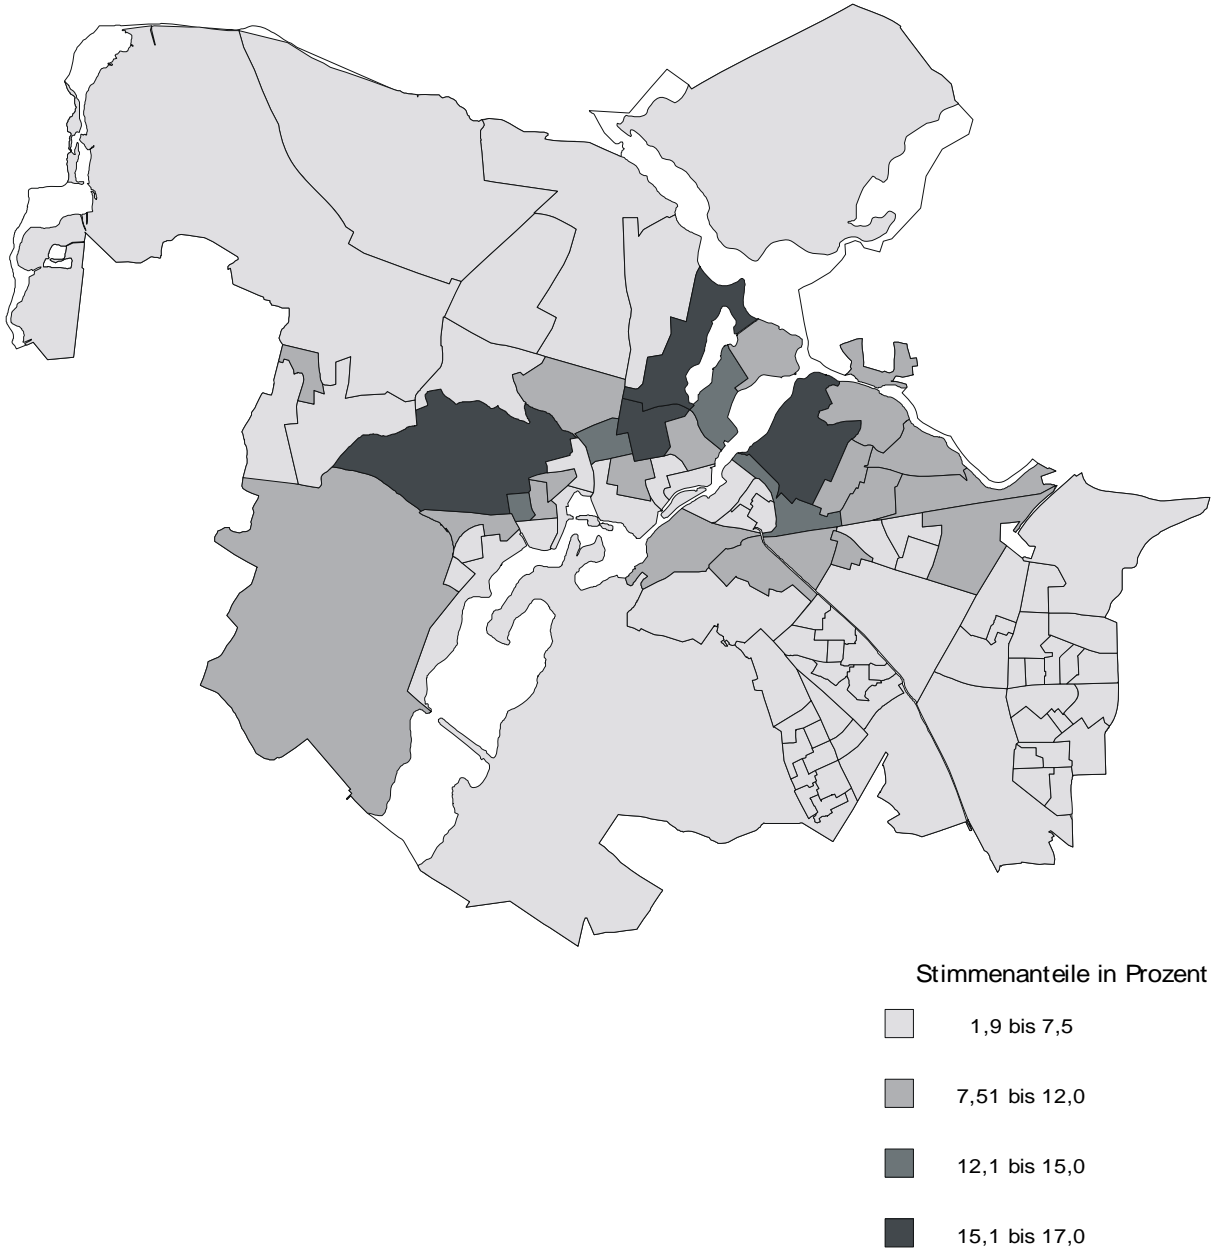 Stimmenanteile in Prozent
1,9 bis 7,5
7,51 bis 12,0
12,1 bis 15,0
15,1 bis 17,0